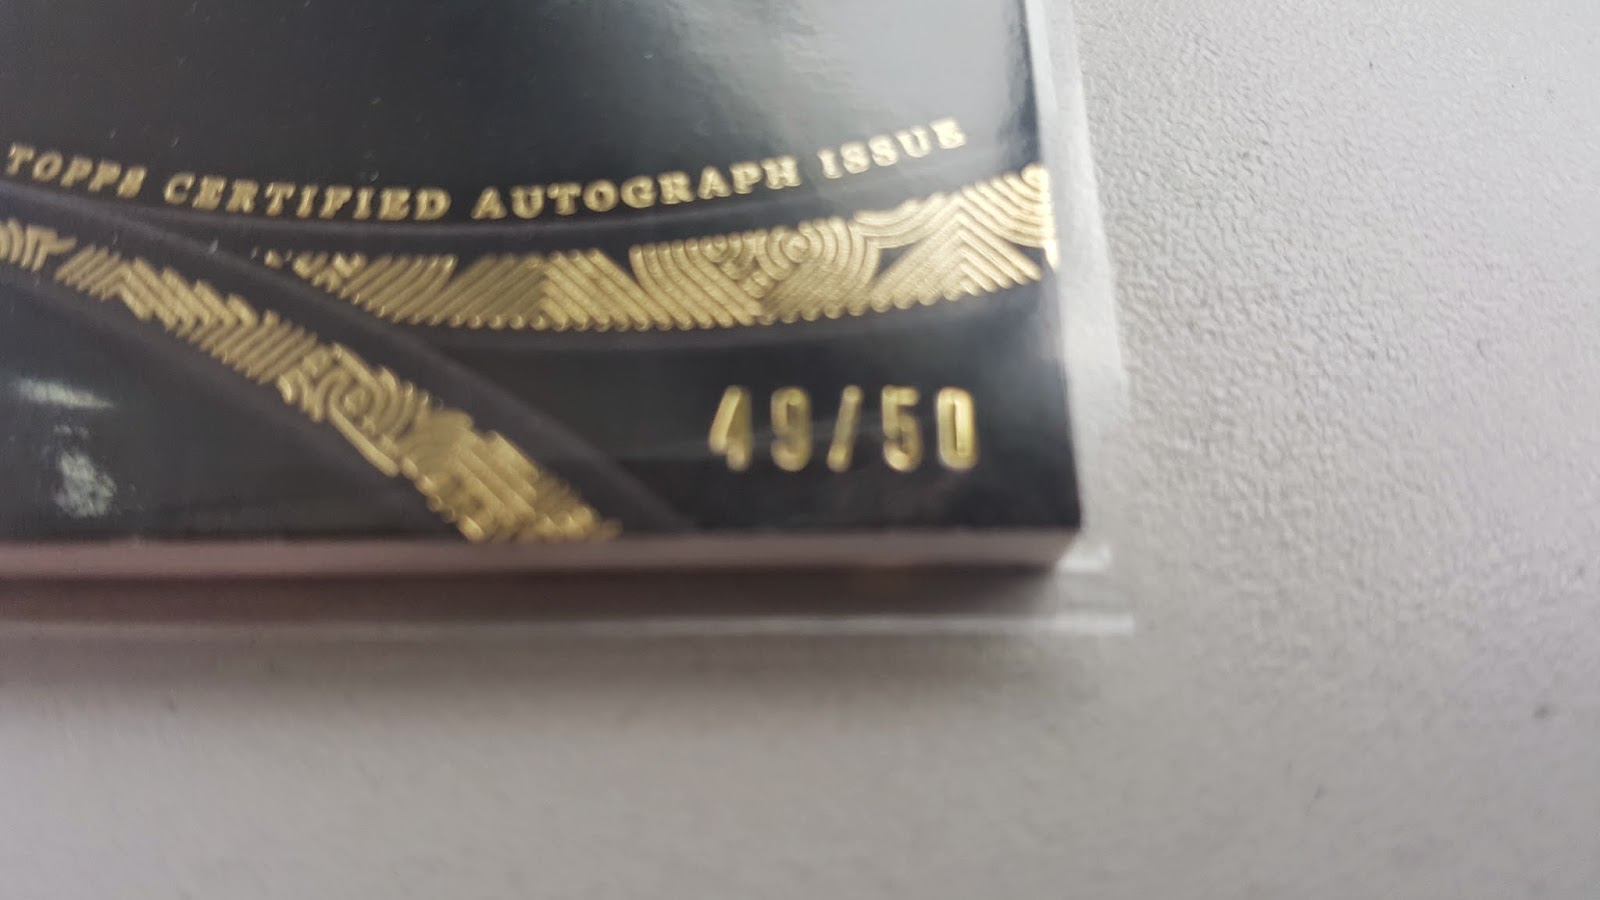 TOPPS CERTIFIED AUTOGRAPH ISSUE
49/50